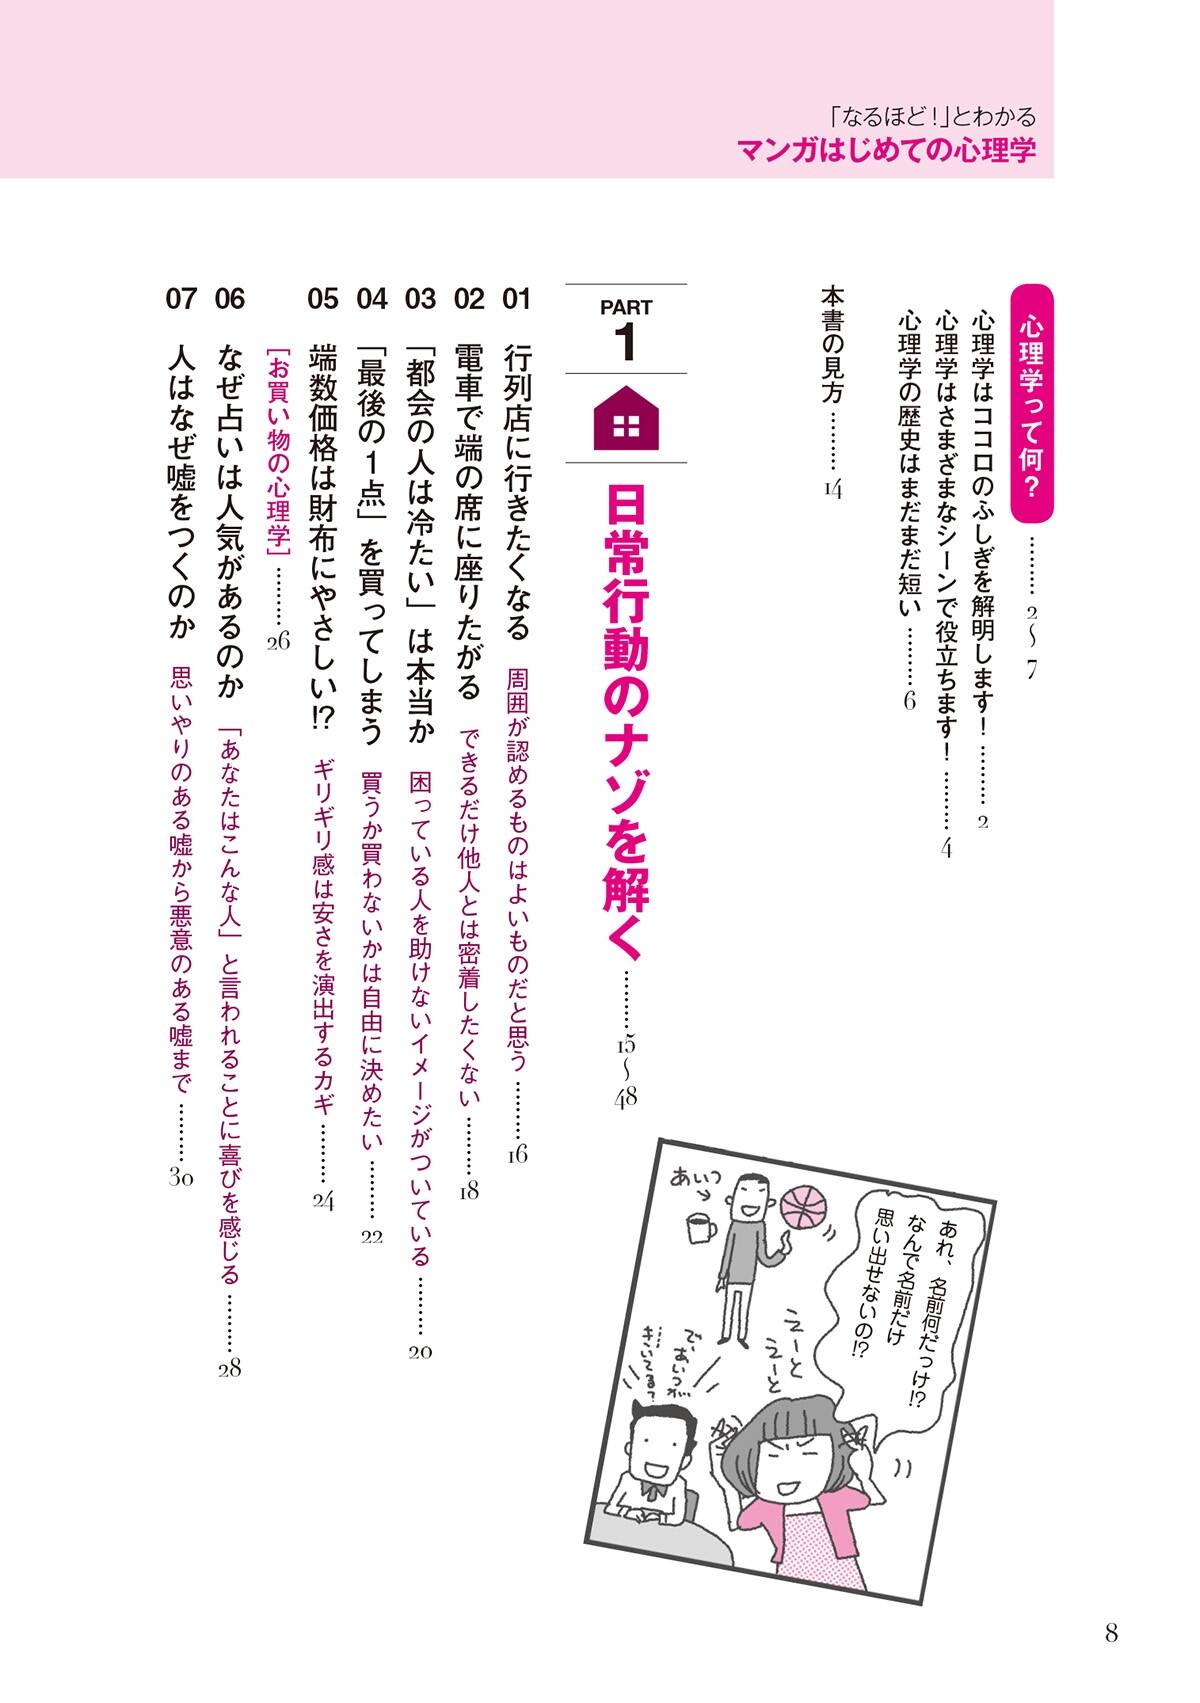 「なるほど！」とわかる
マンガはじめての心理学
心理学って何？ ……… 2〜7
心理学はココロのふしぎを解明します！ ……… 2
心理学はさまざまなシーンで役立ちます！ ……… 4
心理学の歴史はまだまだ短い ……… 6
本書の見方 ……… 14
PART
1
日常行動のナゾを解く ……… 15〜48
01 行列店に行きたくなる 周囲が認めるものはよいものだと思う ……… 16
02 電車で端の席に座りたがる できるだけ他人とは密着したくない ……… 18
03 「都会の人は冷たい」は本当か 困っている人を助けないイメージがついている ……… 20
04 「最後の1点」を買ってしまう 買うか買わないかは自由に決めたい ……… 22
05 端数価格は財布にやさしい!? ギリギリ感は安さを演出するカギ ……… 24
［お買い物の心理学］ ……… 26
06 なぜ占いは人気があるのか 「あなたはこんな人」と言われることに喜びを感じる ……… 28
07 人はなぜ嘘をつくのか 思いやりのある嘘から悪意のある嘘まで ……… 30
あれ、名前何だっけ!?
なんで名前だけ
思い出せないの!?
あいつ
えーと
えーと
で、あいつが
…きいてる？
8